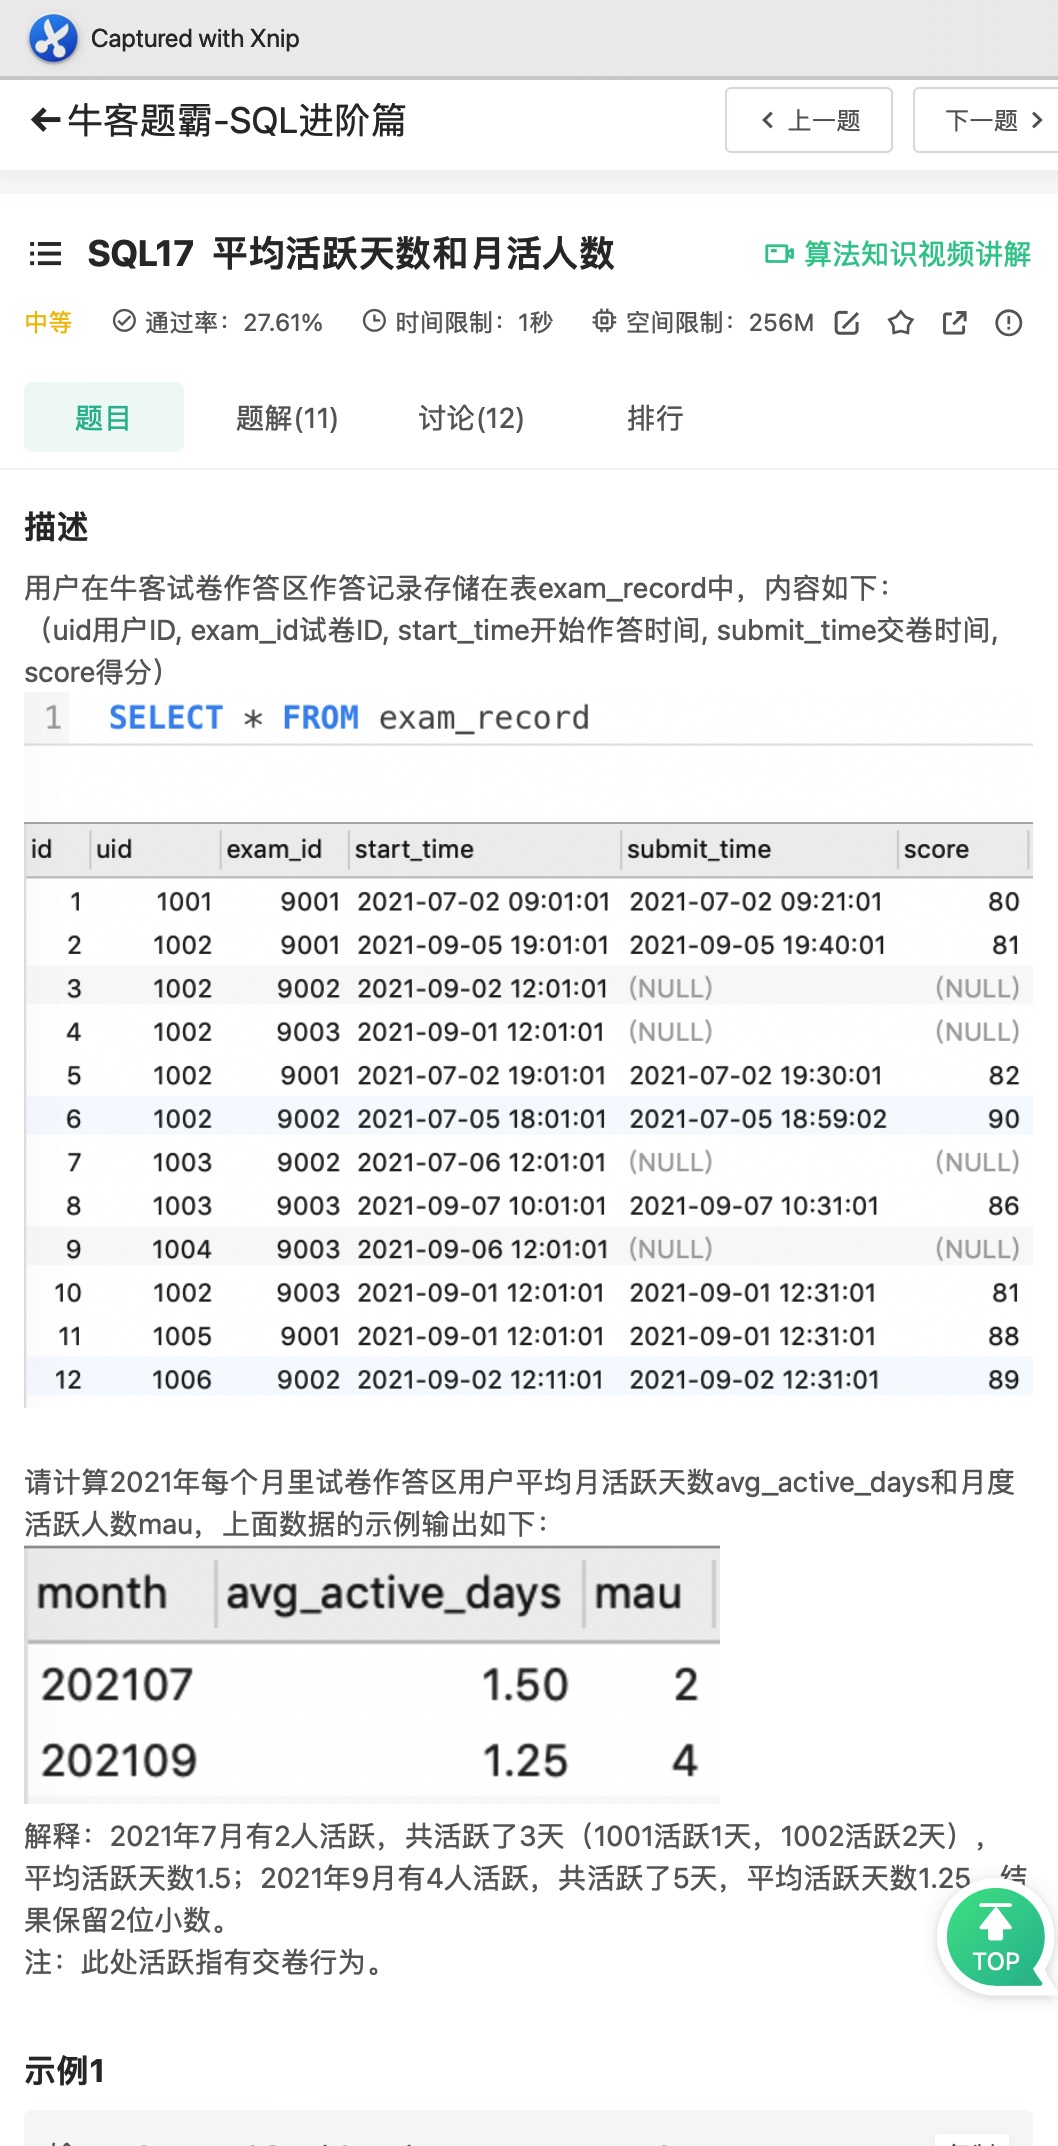 Captured with Xnip
牛客题霸-SQL进阶篇
上一题
下一题
SQL17 平均活跃天数和月活人数
算法知识视频讲解
中等 通过率：27.61% 时间限制：1秒 空间限制：256M
题目 题解(11) 讨论(12) 排行
描述
用户在牛客试卷作答区作答记录存储在表exam_record中，内容如下：
（uid用户ID, exam_id试卷ID, start_time开始作答时间, submit_time交卷时间,
score得分）
1 SELECT * FROM exam_record
id uid exam_id start_time submit_time score
1 1001 9001 2021-07-02 09:01:01 2021-07-02 09:21:01 80
2 1002 9001 2021-09-05 19:01:01 2021-09-05 19:40:01 81
3 1002 9002 2021-09-02 12:01:01 (NULL) (NULL)
4 1002 9003 2021-09-01 12:01:01 (NULL) (NULL)
5 1002 9001 2021-07-02 19:01:01 2021-07-02 19:30:01 82
6 1002 9002 2021-07-05 18:01:01 2021-07-05 18:59:02 90
7 1003 9002 2021-07-06 12:01:01 (NULL) (NULL)
8 1003 9003 2021-09-07 10:01:01 2021-09-07 10:31:01 86
9 1004 9003 2021-09-06 12:01:01 (NULL) (NULL)
10 1002 9003 2021-09-01 12:01:01 2021-09-01 12:31:01 81
11 1005 9001 2021-09-01 12:01:01 2021-09-01 12:31:01 88
12 1006 9002 2021-09-02 12:11:01 2021-09-02 12:31:01 89
请计算2021年每个月里试卷作答区用户平均月活跃天数avg_active_days和月度
活跃人数mau，上面数据的示例输出如下：
month avg_active_days mau
202107 1.50 2
202109 1.25 4
解释：2021年7月有2人活跃，共活跃了3天（1001活跃1天，1002活跃2天），
平均活跃天数1.5；2021年9月有4人活跃，共活跃了5天，平均活跃天数1.25，结
果保留2位小数。
注：此处活跃指有交卷行为。
TOP
示例1